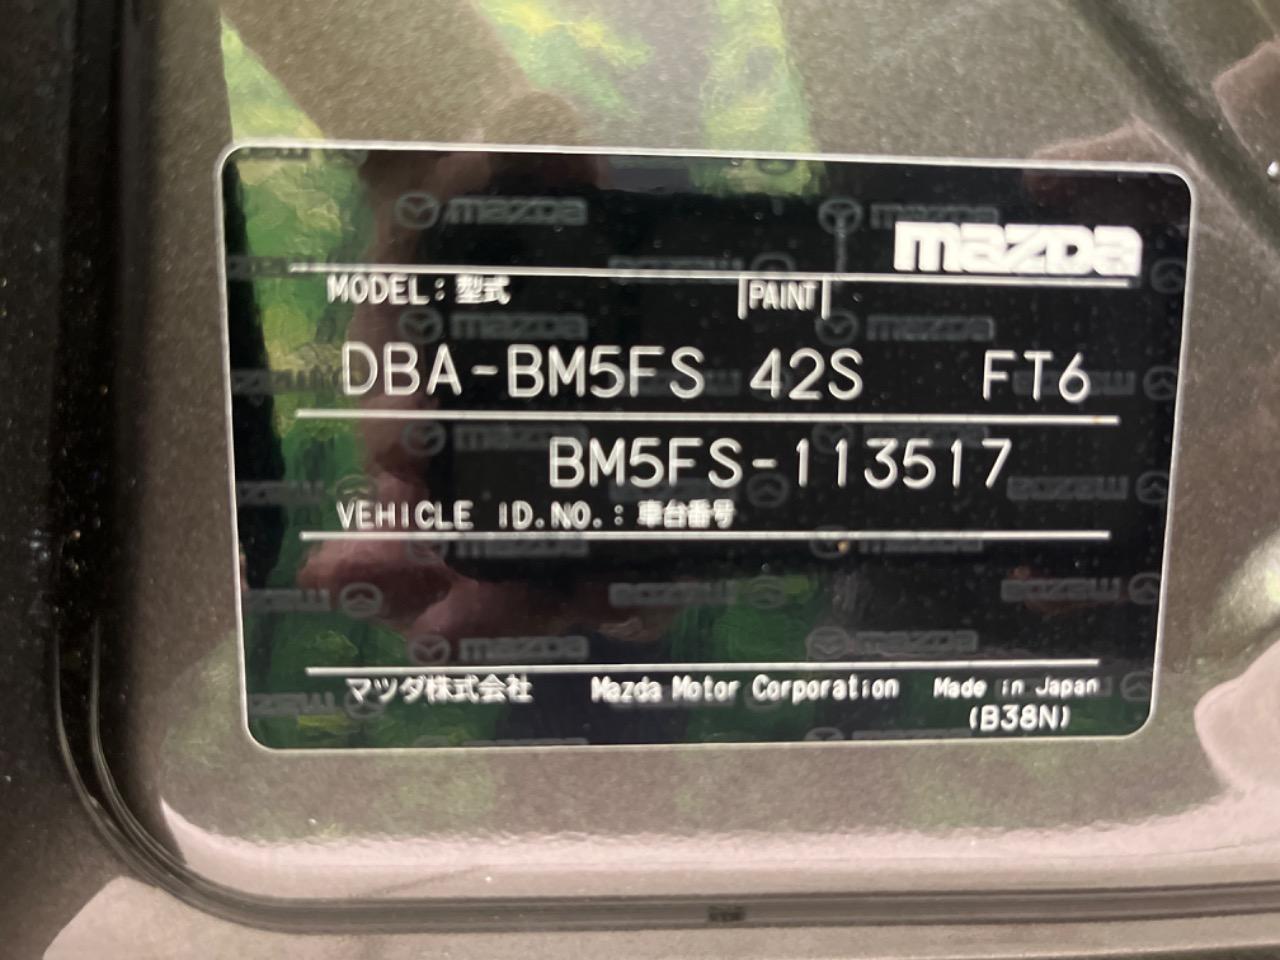 mazda
MODEL：型式 PAINT
DBA-BM5FS 42S FT6
BM5FS-113517
VEHICLE ID.NO.：車台番号
マツダ株式会社 Mazda Motor Corporation Made in Japan
(B38N)